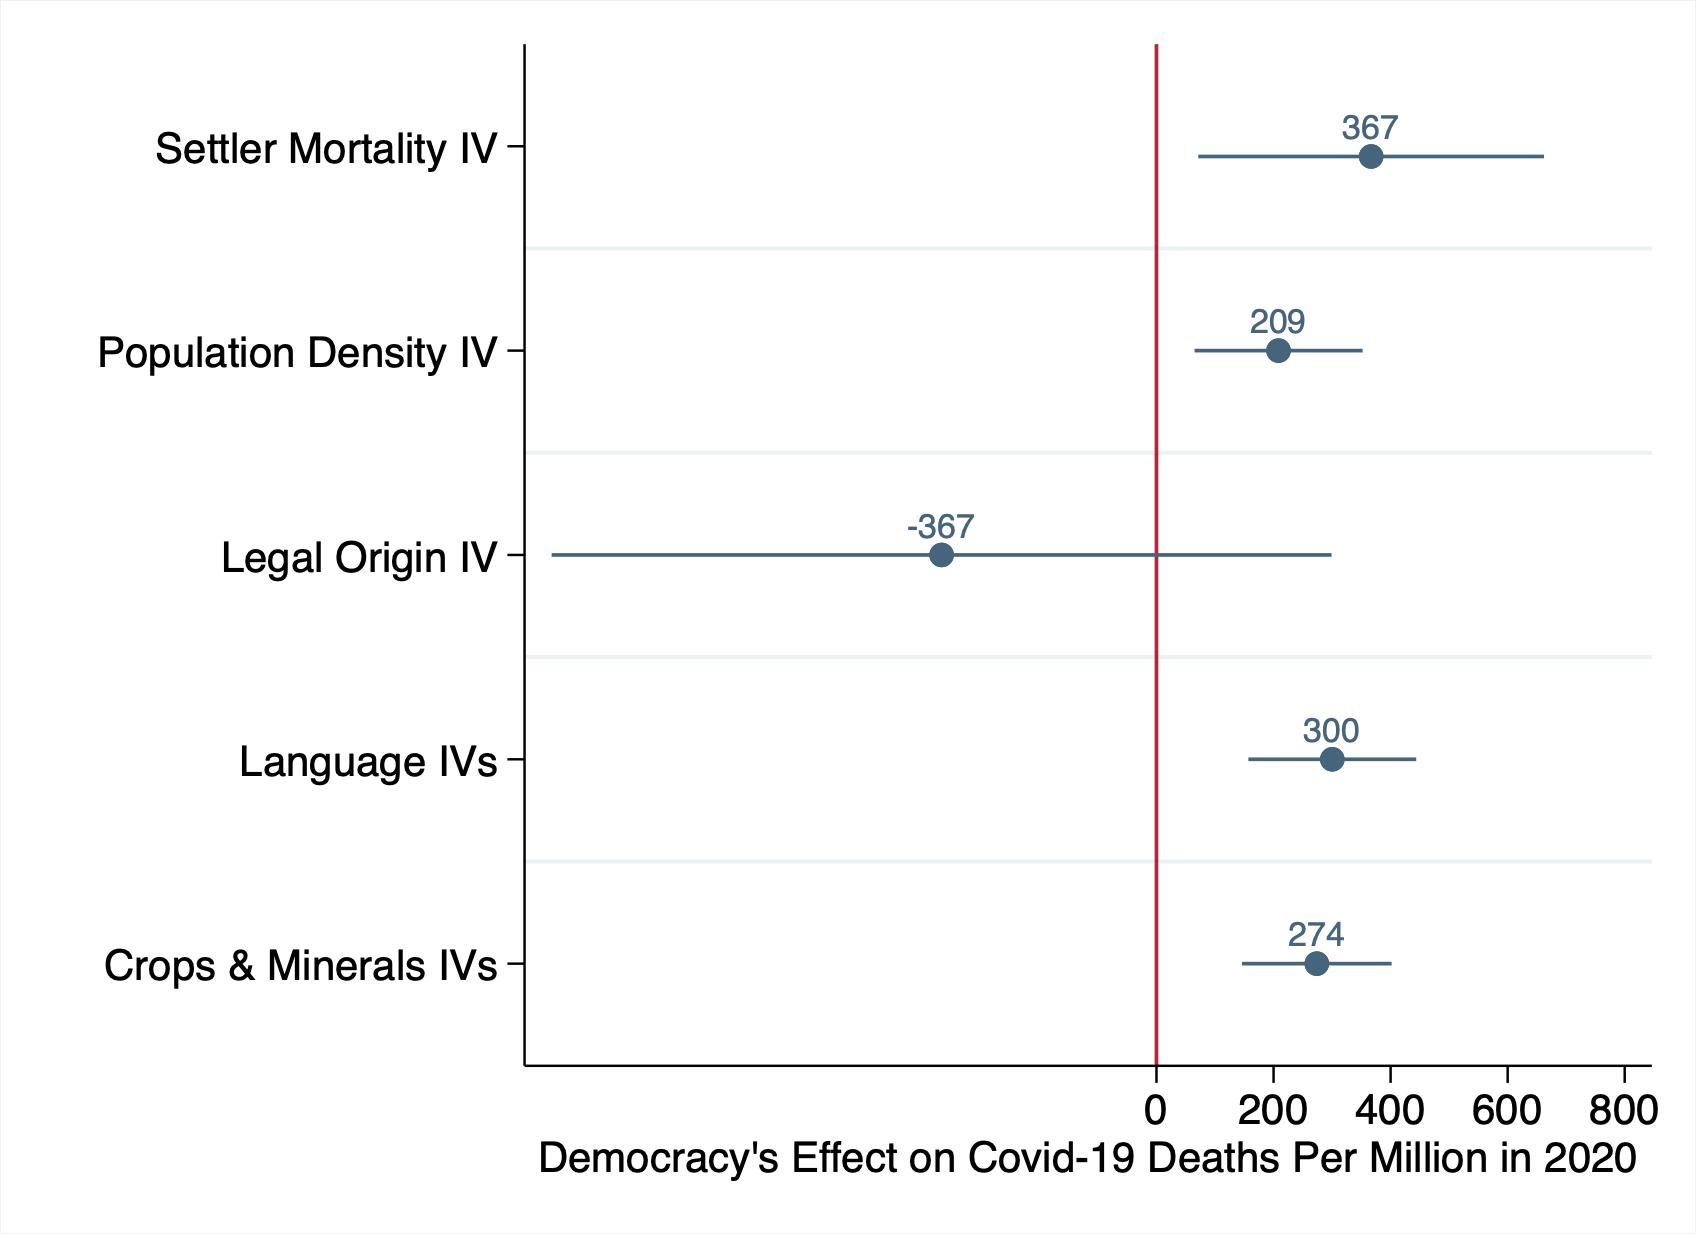 Settler Mortality IV
367
Population Density IV
209
Legal Origin IV
-367
Language IVs
300
Crops & Minerals IVs
274
0 200 400 600 800
Democracy's Effect on Covid-19 Deaths Per Million in 2020